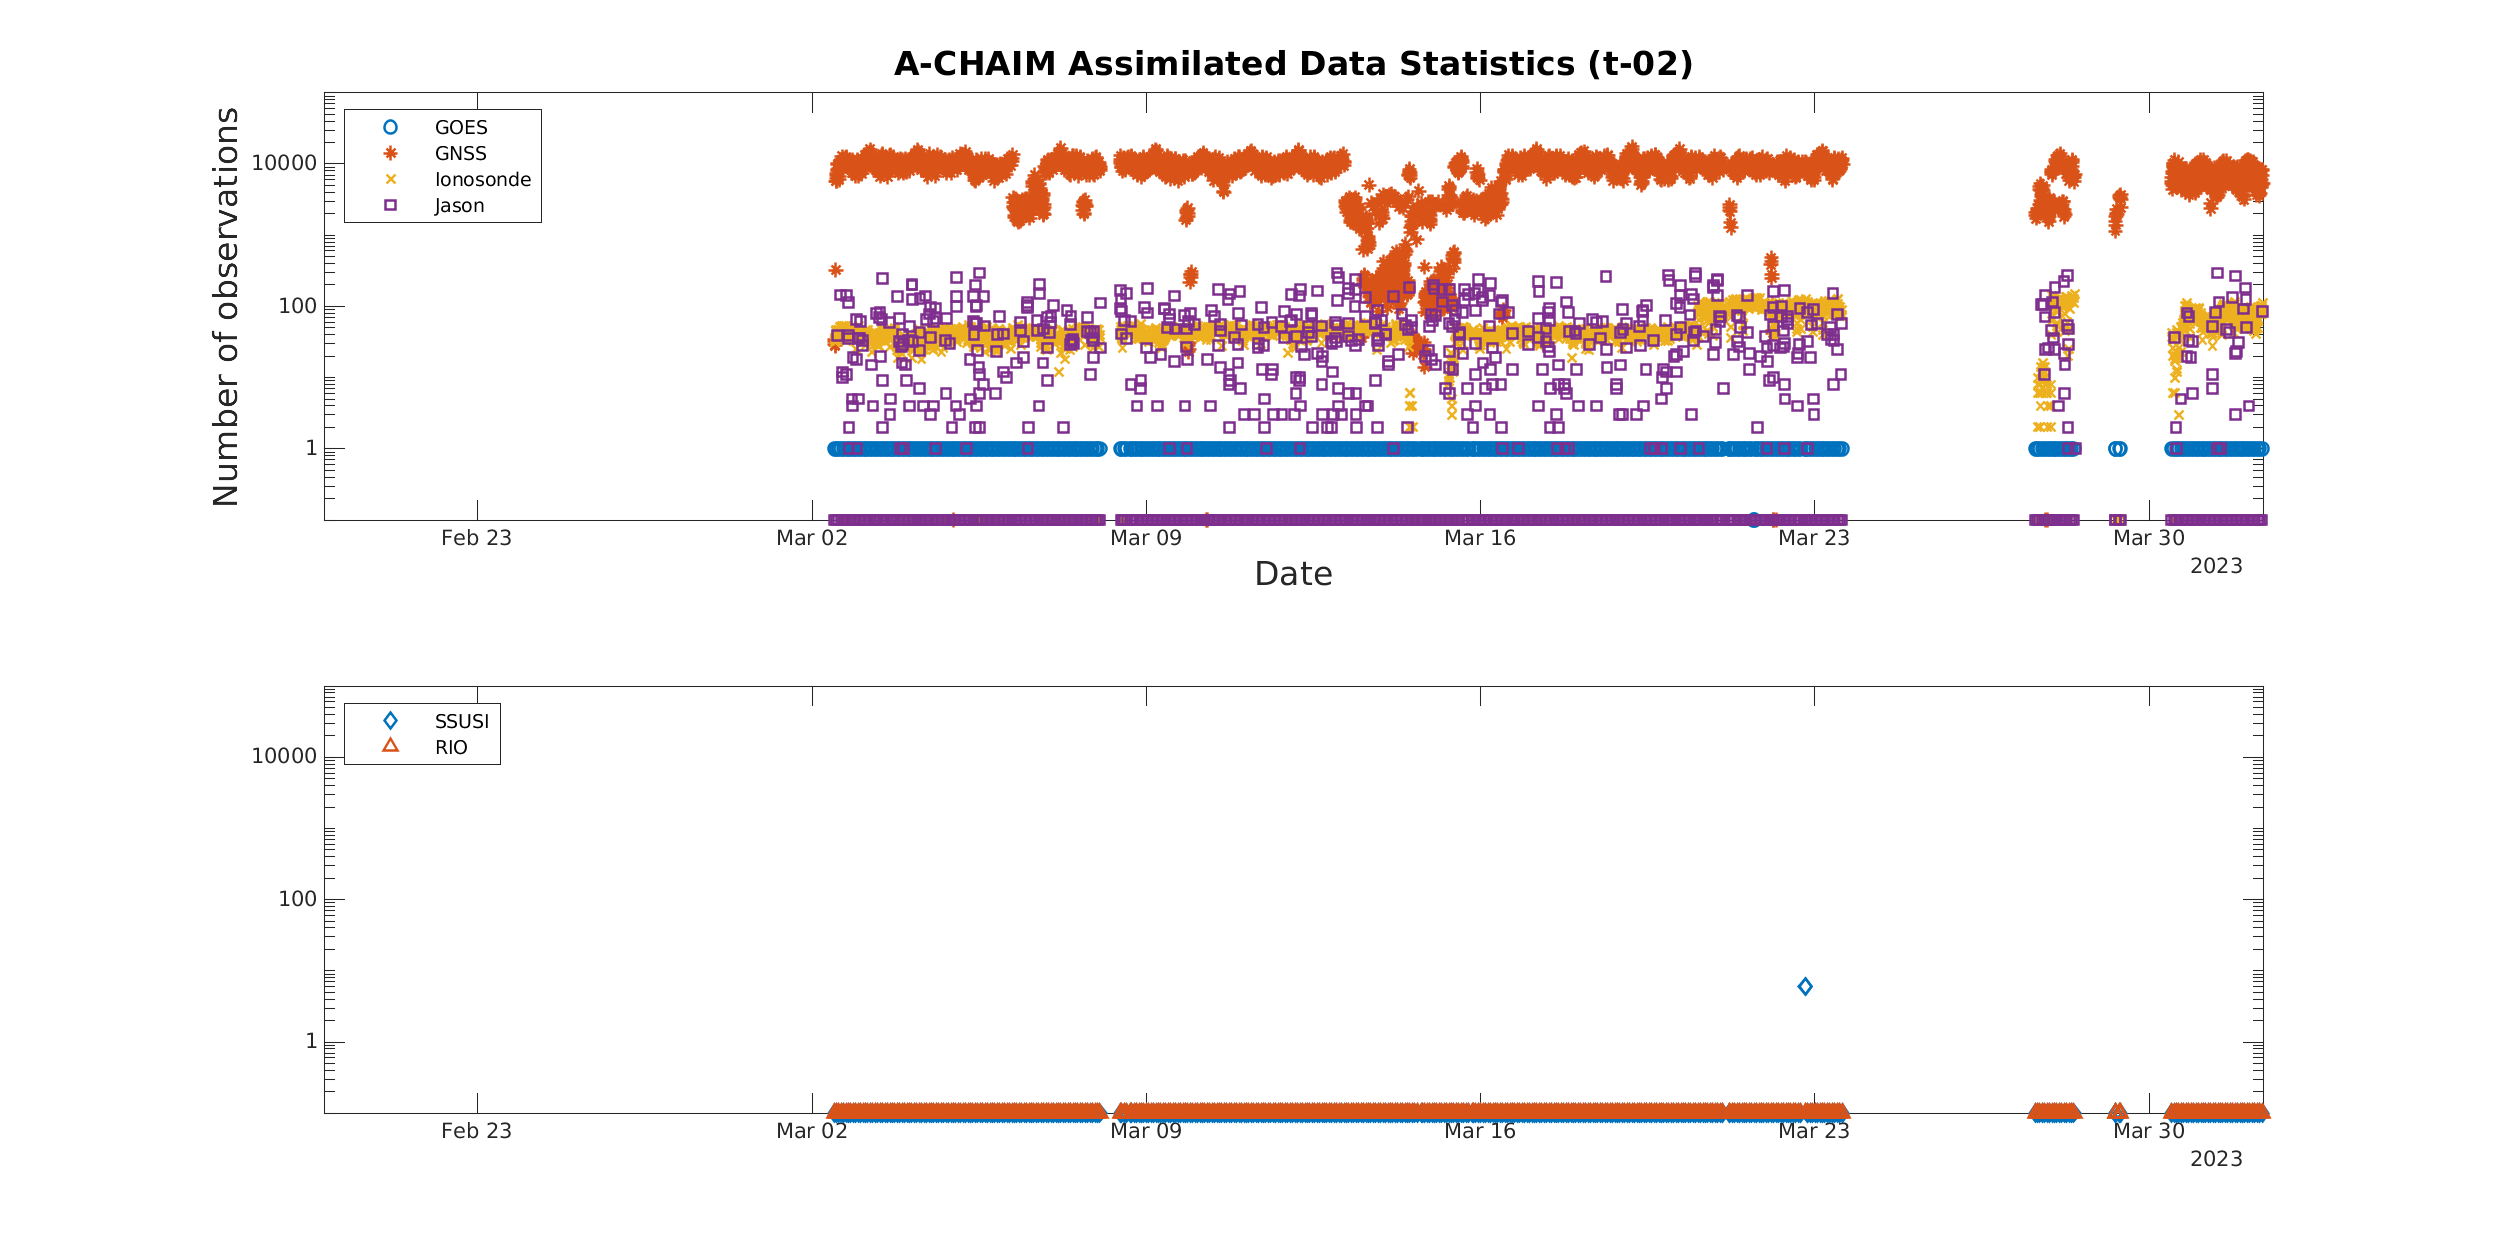 A-CHAIM Assimilated Data Statistics (t-02)
Number of observations
GOES
GNSS
Ionosonde
Jason
10000
100
1
Feb 23 Mar 02 Mar 09 Mar 16 Mar 23 Mar 30
2023
Date
SSUSI
RIO
10000
100
1
Feb 23 Mar 02 Mar 09 Mar 16 Mar 23 Mar 30
2023